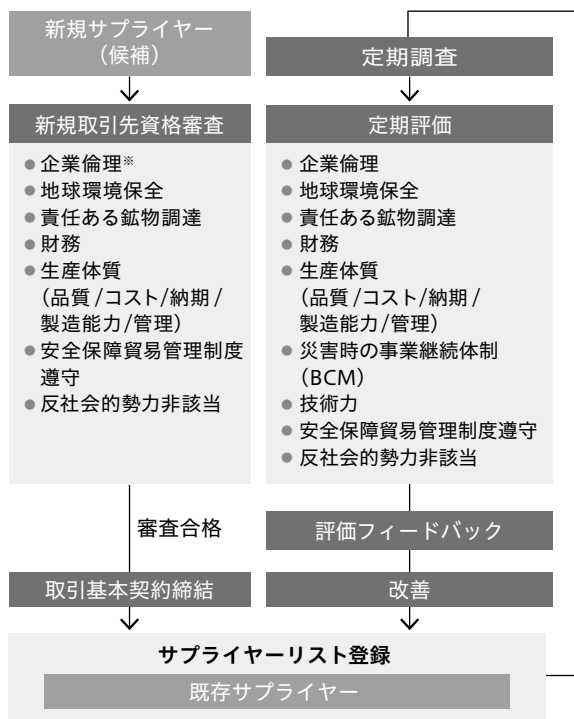 新規サプライヤー
（候補）
新規取引先資格審査
● 企業倫理※
● 地球環境保全
● 責任ある鉱物調達
● 財務
● 生産体質
（品質/コスト/納期/
製造能力/管理）
● 安全保障貿易管理制度
遵守
● 反社会的勢力非該当
審査合格
取引基本契約締結
定期調査
定期評価
● 企業倫理
● 地球環境保全
● 責任ある鉱物調達
● 財務
● 生産体質
（品質/コスト/納期/
製造能力/管理）
● 災害時の事業継続体制
（BCM）
● 技術力
● 安全保障貿易管理制度遵守
● 反社会的勢力非該当
評価フィードバック
改善
サプライヤーリスト登録
既存サプライヤー